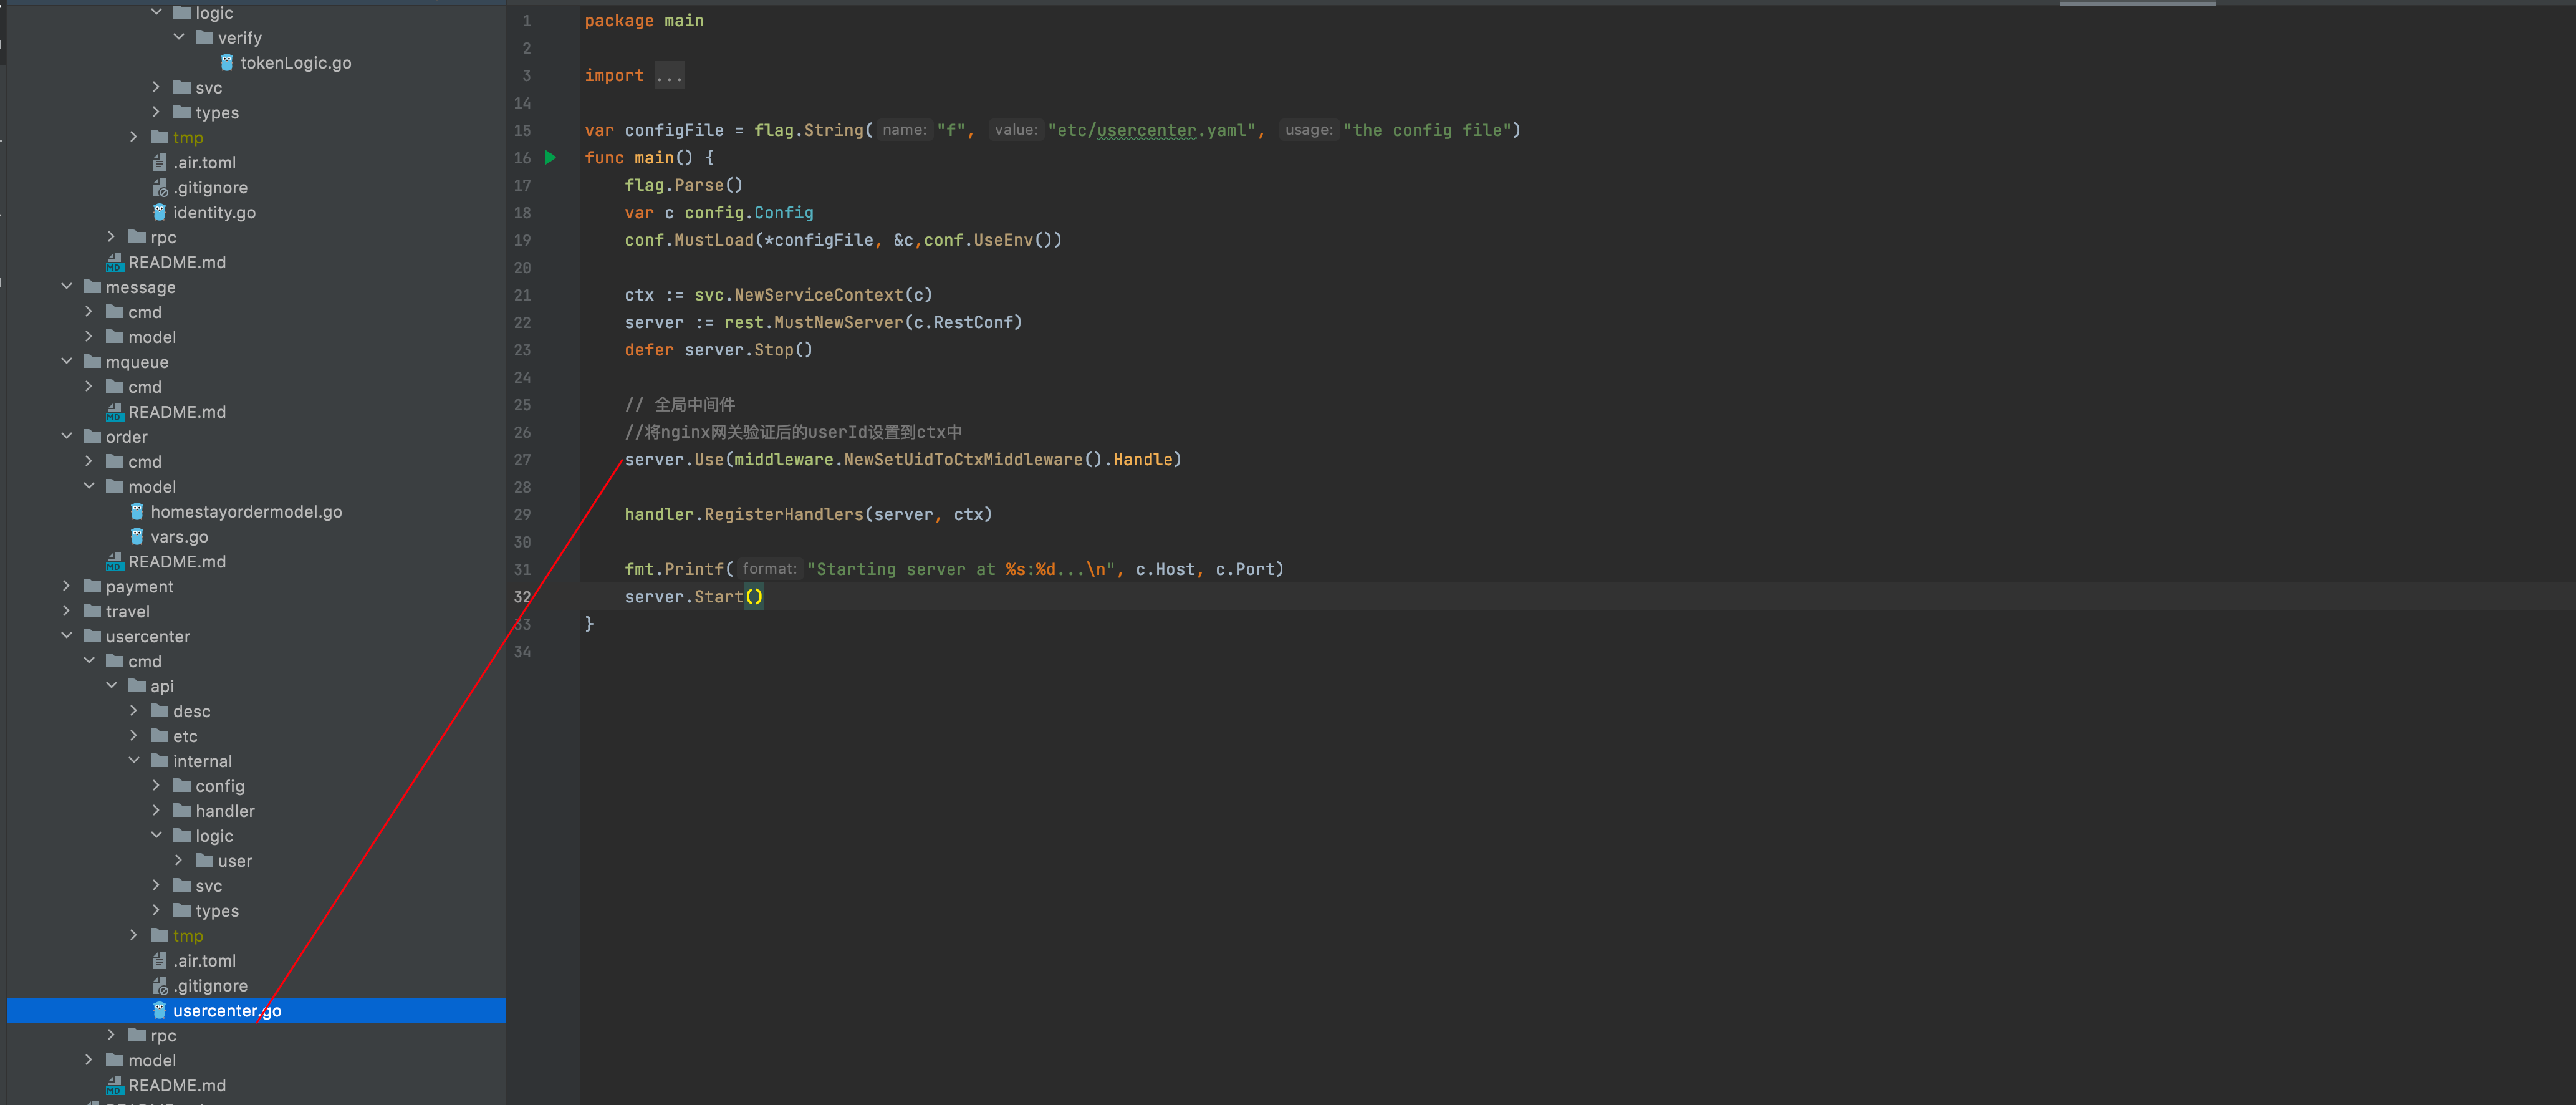 logic
verify
tokenLogic.go
svc
types
tmp
.air.toml
.gitignore
identity.go
rpc
README.md
message
cmd
model
mqueue
cmd
README.md
order
cmd
model
homestayordermodel.go
vars.go
README.md
payment
travel
usercenter
cmd
api
desc
etc
internal
config
handler
logic
user
svc
types
tmp
.air.toml
.gitignore
usercenter.go
rpc
model
README.md
1 package main
2
3 import ...
14
15 var configFile = flag.String( name: "f", value: "etc/usercenter.yaml", usage: "the config file")
16 func main() {
17 flag.Parse()
18 var c config.Config
19 conf.MustLoad(*configFile, &c,conf.UseEnv())
20
21 ctx := svc.NewServiceContext(c)
22 server := rest.MustNewServer(c.RestConf)
23 defer server.Stop()
24
25 // 全局中间件
26 //将nginx网关验证后的userId设置到ctx中
27 server.Use(middleware.NewSetUidToCtxMiddleware().Handle)
28
29 handler.RegisterHandlers(server, ctx)
30
31 fmt.Printf( format: "Starting server at %s:%d...\n", c.Host, c.Port)
32 server.Start()
33 }
34